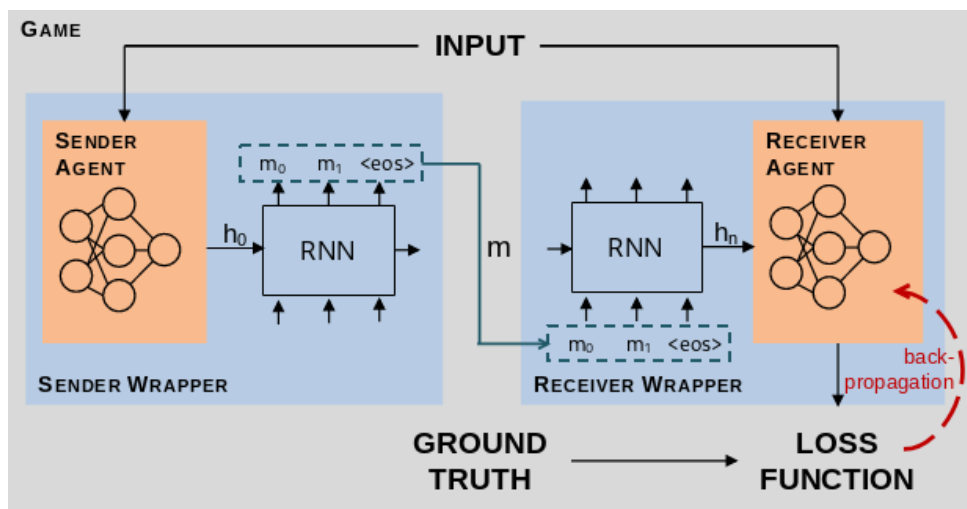 GAME
INPUT
SENDER
AGENT
m₀ m₁ <eos>
h₀
RNN
SENDER WRAPPER
m
RECEIVER
AGENT
RNN
hₙ
m₀ m₁ <eos>
RECEIVER WRAPPER
back-
propagation
GROUND
TRUTH
LOSS
FUNCTION